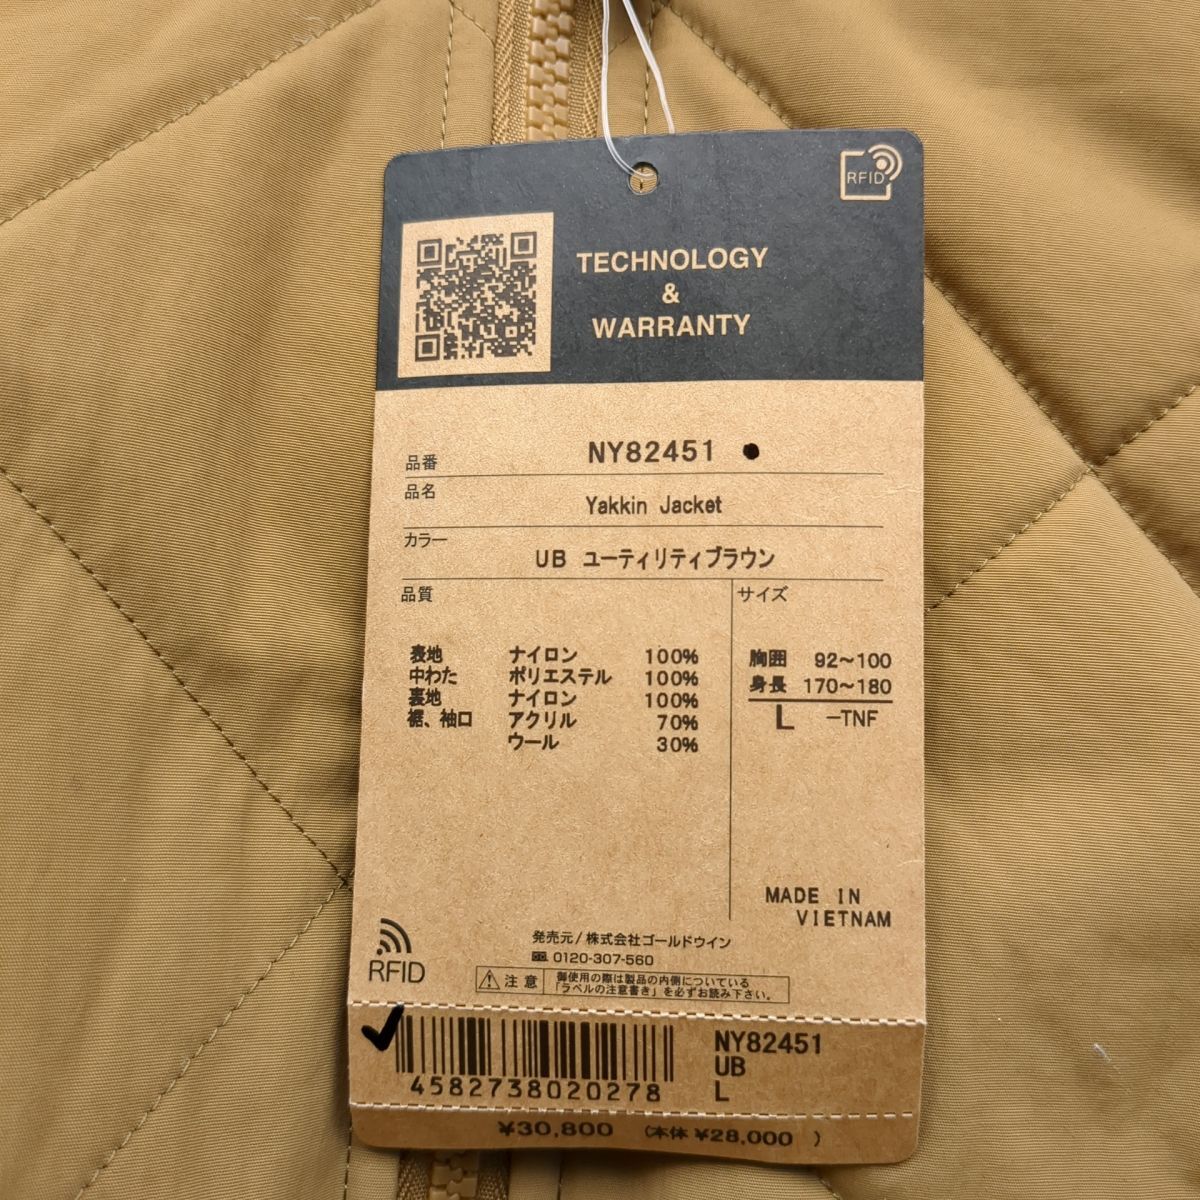 RFID
TECHNOLOGY
&
WARRANTY
品番 NY82451
品名 Yakkin Jacket
カラー UB ユーティリティブラウン
品質
表地 ナイロン 100%
中わた ポリエステル 100%
裏地 ナイロン 100%
裾、袖口 アクリル 70%
ウール 30%
サイズ
胸囲 92~100
身長 170~180
L -TNF
MADE IN
VIETNAM
RFID
発売元/株式会社ゴールドウイン
0120-307-560
注意 御使用の際は製品の内側についている
「ラベルの注意書き」を必ずお読み下さい。
4582738020278
NY82451
UB
L
¥30,800 (本体 ¥28,000 )